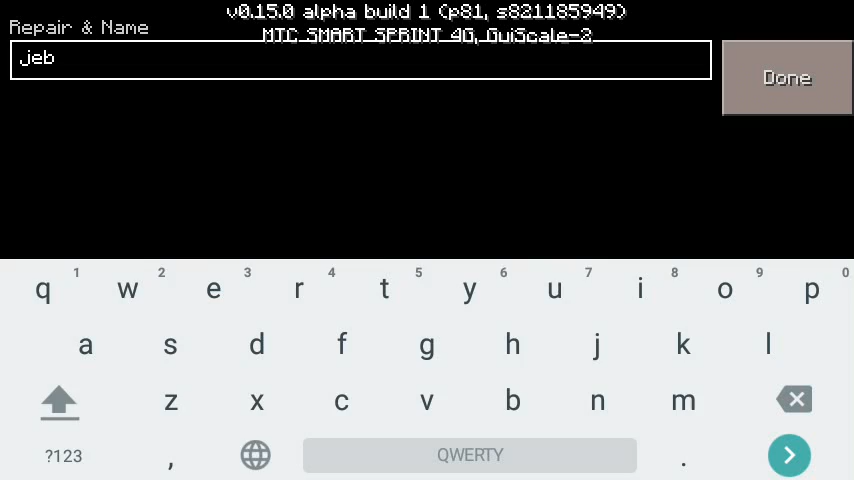 v0.15.0 alpha build 1 (p81, s821185949)
Repair & Name
MTC SMART SPRINT 4G, GuiScale-2
jeb
Done
1 2 3 4 5 6 7 8 9 0
q w e r t y u i o p
a s d f g h j k l
z x c v b n m
?123 , QWERTY .